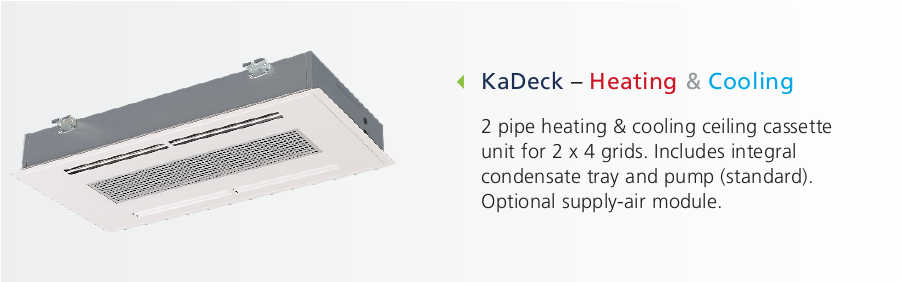 KaDeck – Heating & Cooling
2 pipe heating & cooling ceiling cassette
unit for 2 x 4 grids. Includes integral
condensate tray and pump (standard).
Optional supply-air module.